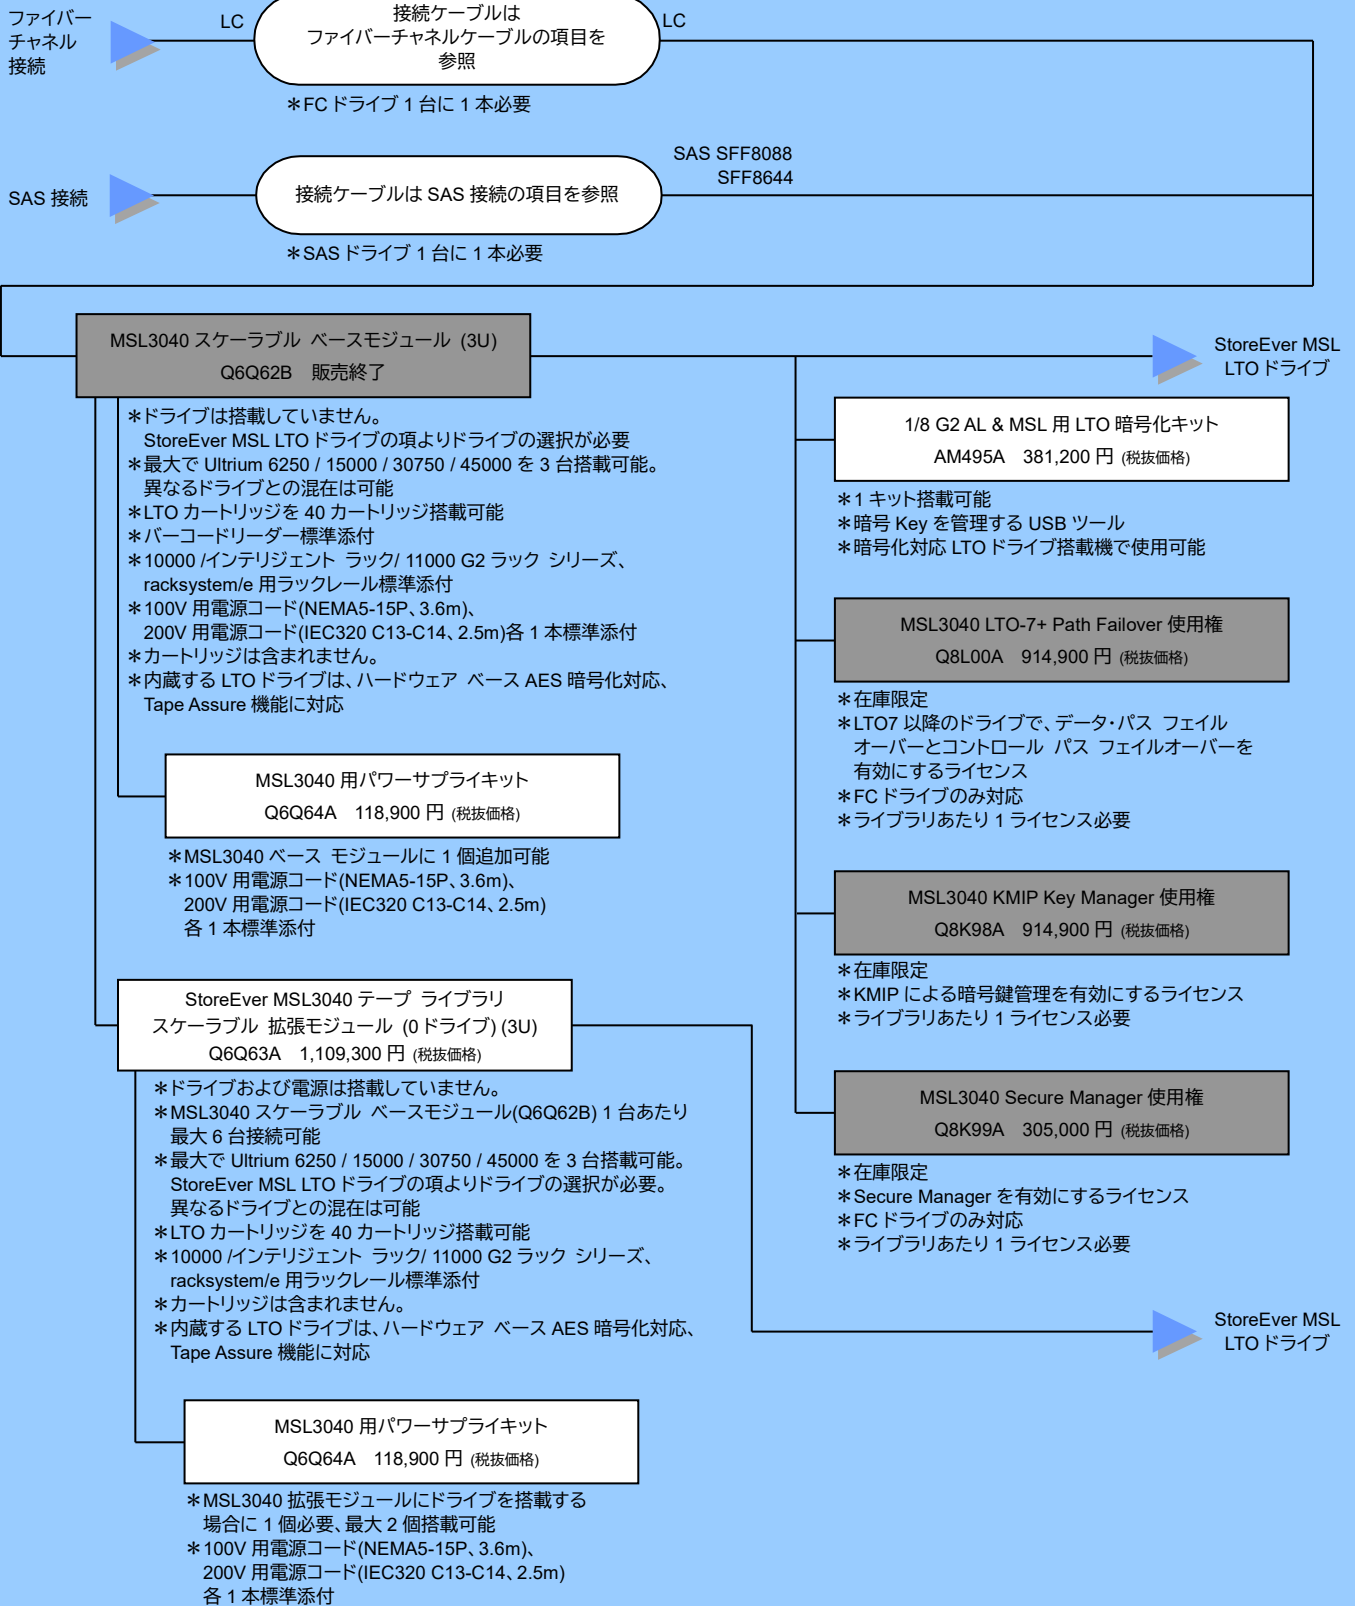 ファイバー
チャネル
接続
LC
接続ケーブルは
ファイバーチャネルケーブルの項目を
参照
LC
＊FC ドライブ 1 台に 1 本必要
SAS 接続
接続ケーブルは SAS 接続の項目を参照
SAS SFF8088
SFF8644
＊SAS ドライブ 1 台に 1 本必要
MSL3040 スケーラブル ベースモジュール (3U)
Q6Q62B 販売終了
＊ドライブは搭載していません。
StoreEver MSL LTO ドライブの項よりドライブの選択が必要
＊最大で Ultrium 6250 / 15000 / 30750 / 45000 を 3 台搭載可能。
異なるドライブとの混在は可能
＊LTO カートリッジを 40 カートリッジ搭載可能
＊バーコードリーダー標準添付
＊10000 /インテリジェント ラック/ 11000 G2 ラック シリーズ、
racksystem/e 用ラックレール標準添付
＊100V 用電源コード(NEMA5-15P、3.6m)、
200V 用電源コード(IEC320 C13-C14、2.5m)各 1 本標準添付
＊カートリッジは含まれません。
＊内蔵する LTO ドライブは、ハードウェア ベース AES 暗号化対応、
Tape Assure 機能に対応
MSL3040 用パワーサプライキット
Q6Q64A 118,900 円 (税抜価格)
＊MSL3040 ベース モジュールに 1 個追加可能
＊100V 用電源コード(NEMA5-15P、3.6m)、
200V 用電源コード(IEC320 C13-C14、2.5m)
各 1 本標準添付
StoreEver MSL3040 テープ ライブラリ
スケーラブル 拡張モジュール (0 ドライブ) (3U)
Q6Q63A 1,109,300 円 (税抜価格)
＊ドライブおよび電源は搭載していません。
＊MSL3040 スケーラブル ベースモジュール(Q6Q62B) 1 台あたり
最大 6 台接続可能
＊最大で Ultrium 6250 / 15000 / 30750 / 45000 を 3 台搭載可能。
StoreEver MSL LTO ドライブの項よりドライブの選択が必要。
異なるドライブとの混在は可能
＊LTO カートリッジを 40 カートリッジ搭載可能
＊10000 /インテリジェント ラック/ 11000 G2 ラック シリーズ、
racksystem/e 用ラックレール標準添付
＊カートリッジは含まれません。
＊内蔵する LTO ドライブは、ハードウェア ベース AES 暗号化対応、
Tape Assure 機能に対応
MSL3040 用パワーサプライキット
Q6Q64A 118,900 円 (税抜価格)
＊MSL3040 拡張モジュールにドライブを搭載する
場合に 1 個必要、最大 2 個搭載可能
＊100V 用電源コード(NEMA5-15P、3.6m)、
200V 用電源コード(IEC320 C13-C14、2.5m)
各 1 本標準添付
StoreEver MSL
LTO ドライブ
1/8 G2 AL & MSL 用 LTO 暗号化キット
AM495A 381,200 円 (税抜価格)
＊1 キット搭載可能
＊暗号 Key を管理する USB ツール
＊暗号化対応 LTO ドライブ搭載機で使用可能
MSL3040 LTO-7+ Path Failover 使用権
Q8L00A 914,900 円 (税抜価格)
＊在庫限定
＊LTO7 以降のドライブで、データ・パス フェイル
オーバーとコントロール パス フェイルオーバーを
有効にするライセンス
＊FC ドライブのみ対応
＊ライブラリあたり 1 ライセンス必要
MSL3040 KMIP Key Manager 使用権
Q8K98A 914,900 円 (税抜価格)
＊在庫限定
＊KMIP による暗号鍵管理を有効にするライセンス
＊ライブラリあたり 1 ライセンス必要
MSL3040 Secure Manager 使用権
Q8K99A 305,000 円 (税抜価格)
＊在庫限定
＊Secure Manager を有効にするライセンス
＊FC ドライブのみ対応
＊ライブラリあたり 1 ライセンス必要
StoreEver MSL
LTO ドライブ